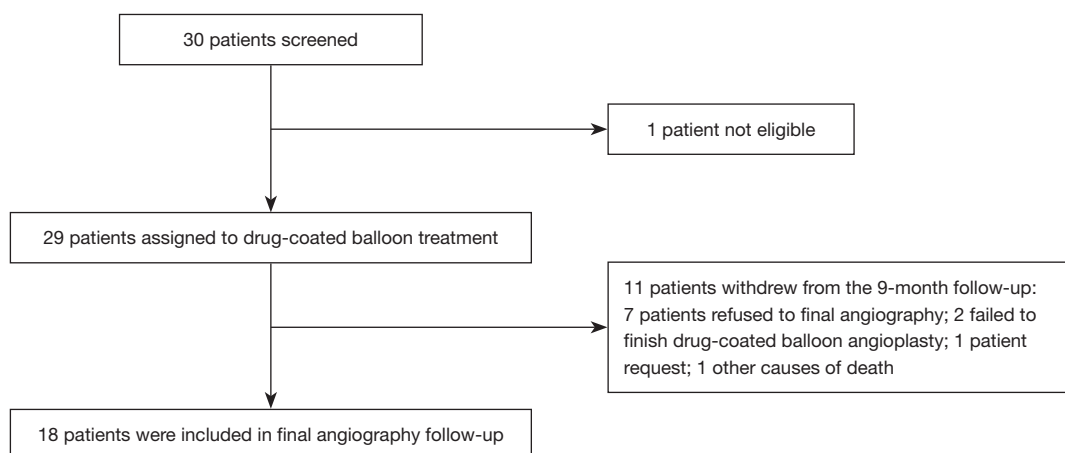 30 patients screened
1 patient not eligible
29 patients assigned to drug-coated balloon treatment
11 patients withdrew from the 9-month follow-up:
7 patients refused to final angiography; 2 failed to
finish drug-coated balloon angioplasty; 1 patient
request; 1 other causes of death
18 patients were included in final angiography follow-up